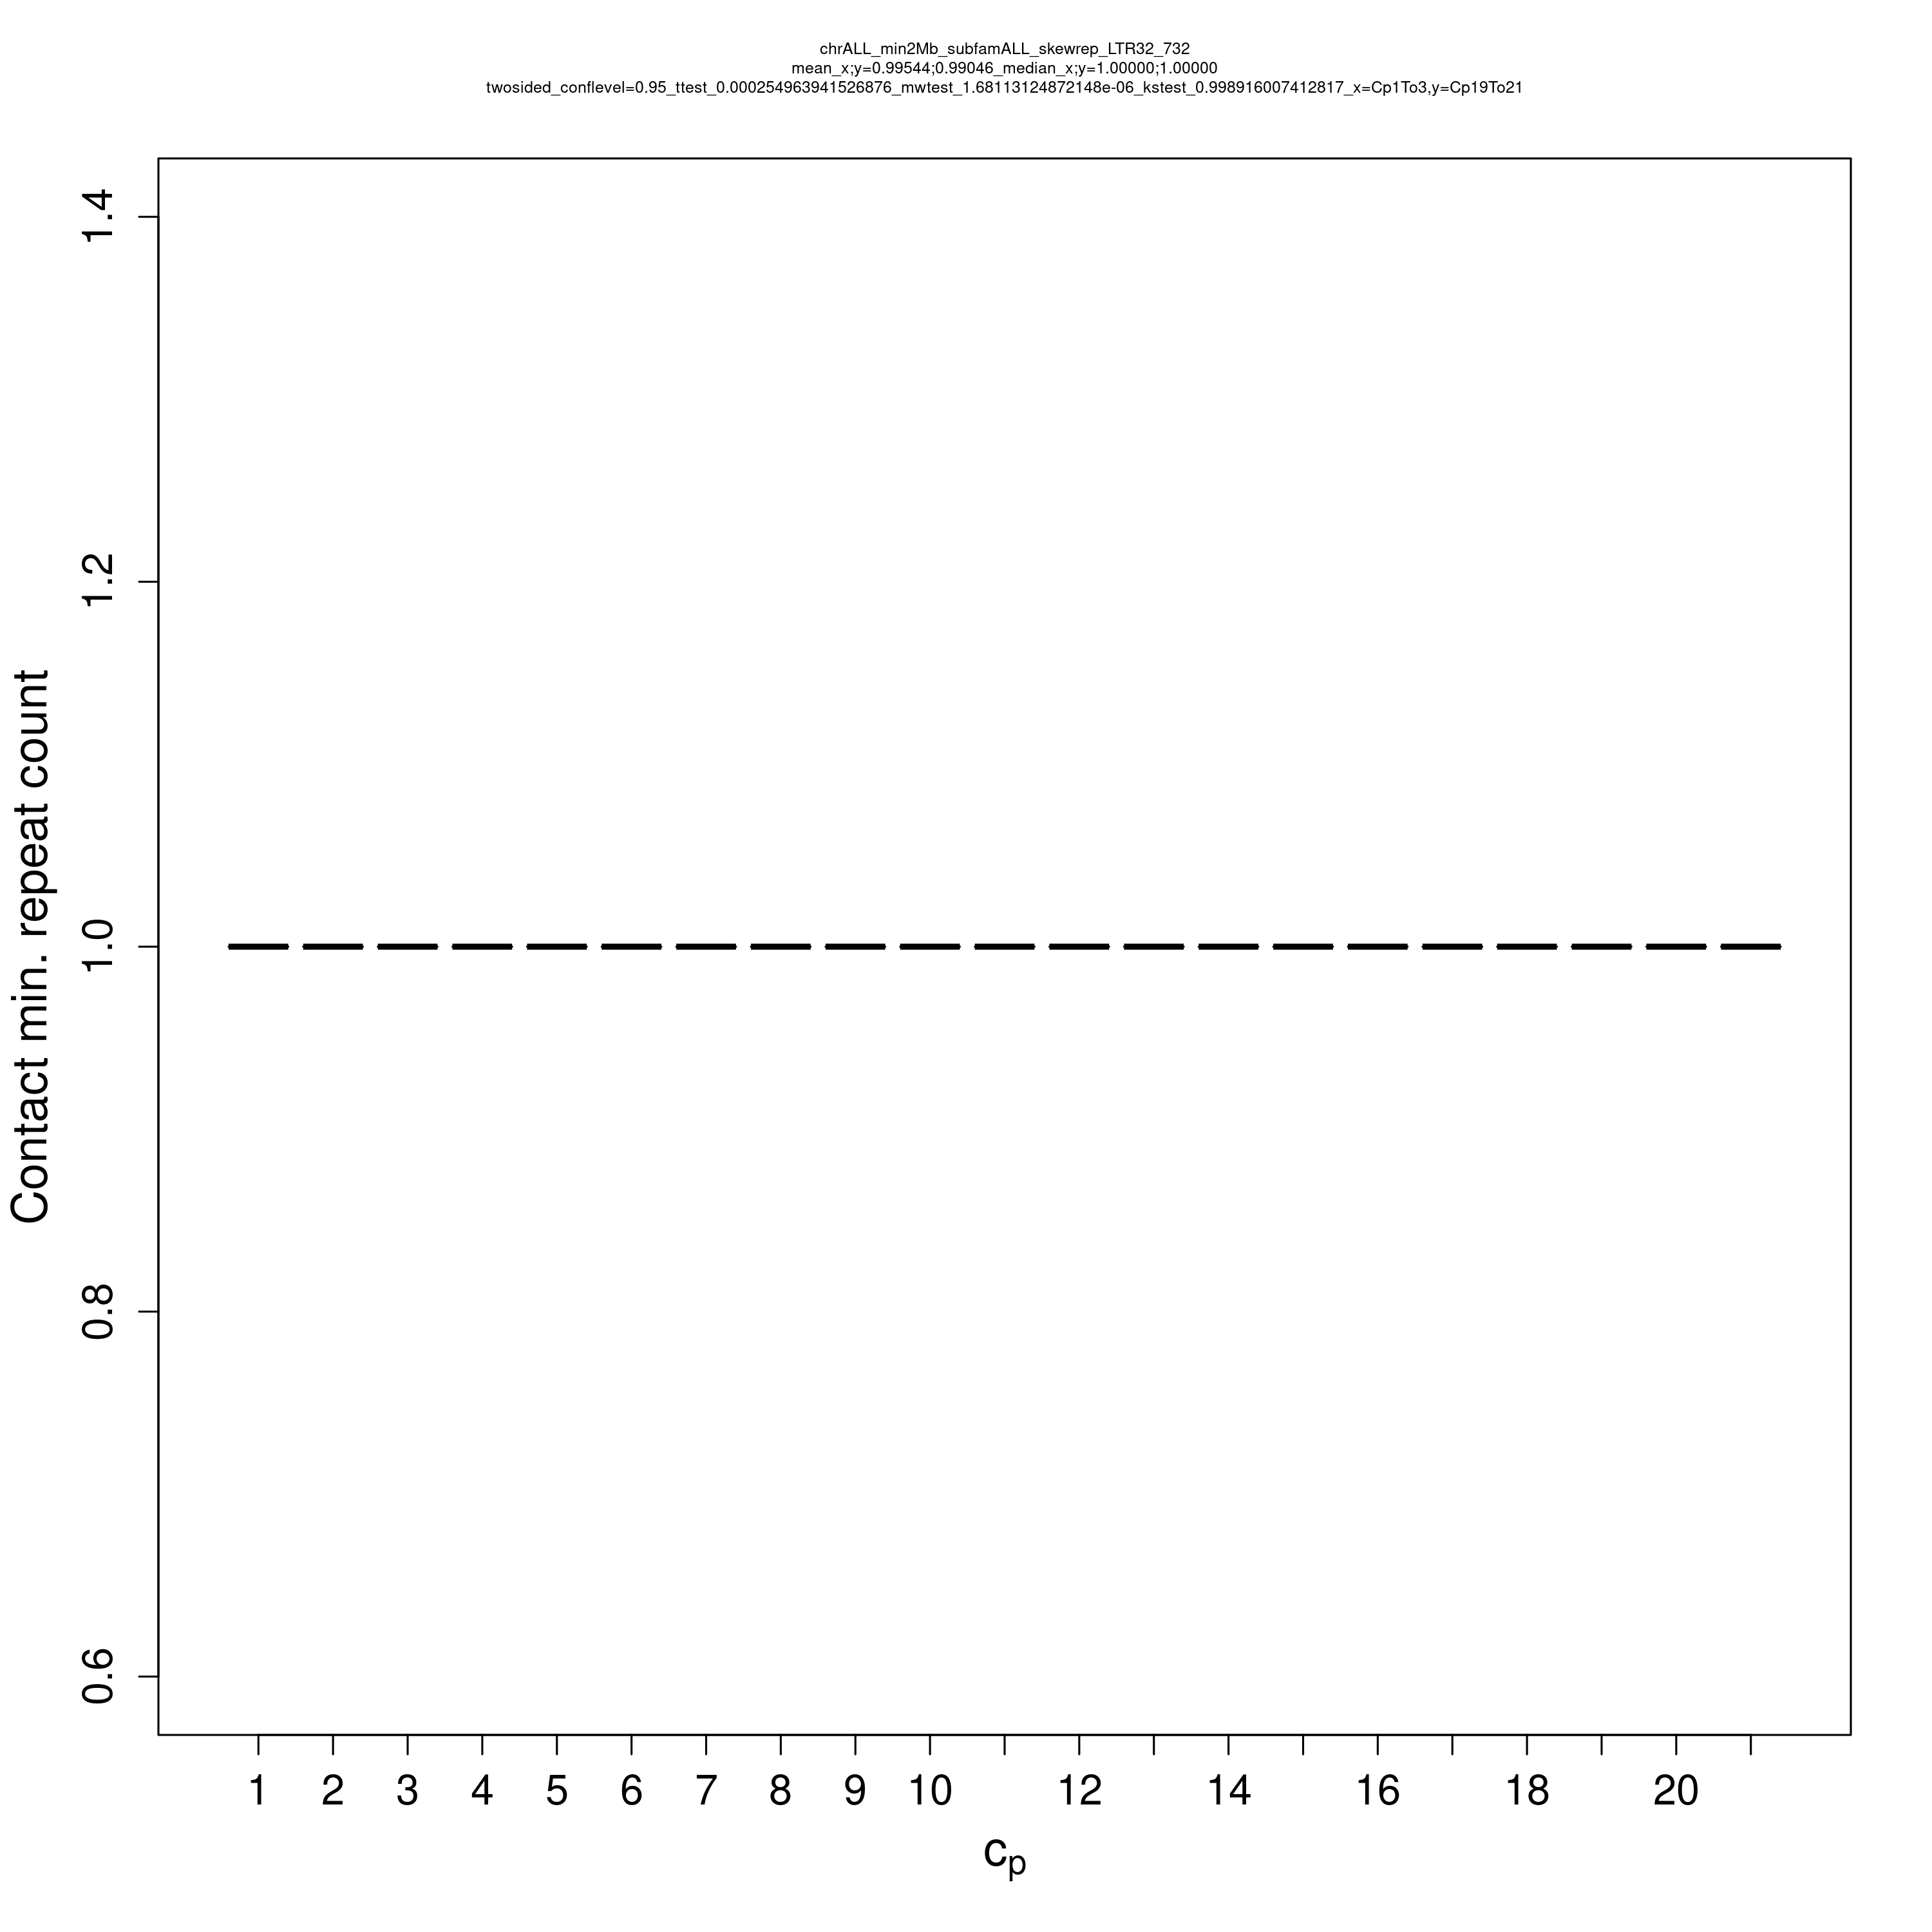 chrALL_min2Mb_subfamALL_skewrep_LTR32_732
mean_x;y=0.99544;0.99046_median_x;y=1.00000;1.00000
twosided_conflevel=0.95_ttest_0.000254963941526876_mwtest_1.68113124872148e-06_kstest_0.998916007412817_x=Cp1To3,y=Cp19To21
Contact min. repeat count
1.4
1.2
1.0
0.8
0.6
1 2 3 4 5 6 7 8 9 10 12 14 16 18 20
cp